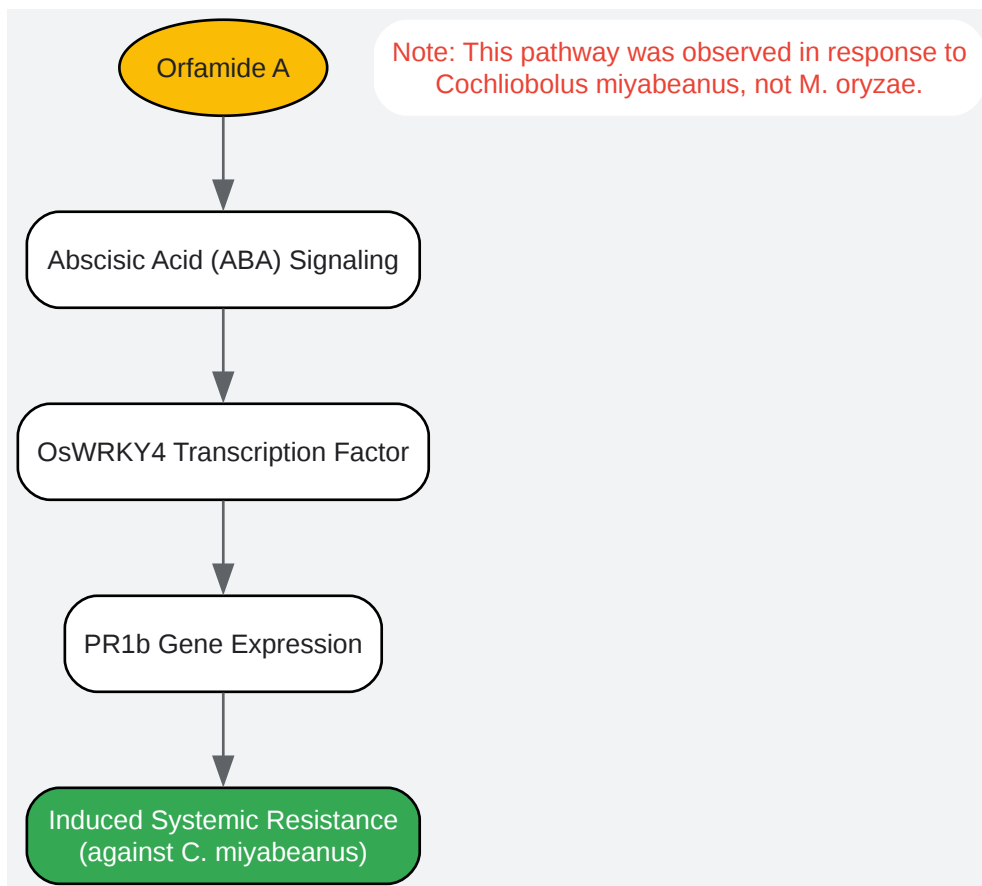 Orfamide A
Note: This pathway was observed in response to
Cochliobolus miyabeanus, not M. oryzae.
Abscisic Acid (ABA) Signaling
OsWRKY4 Transcription Factor
PR1b Gene Expression
Induced Systemic Resistance
(against C. miyabeanus)